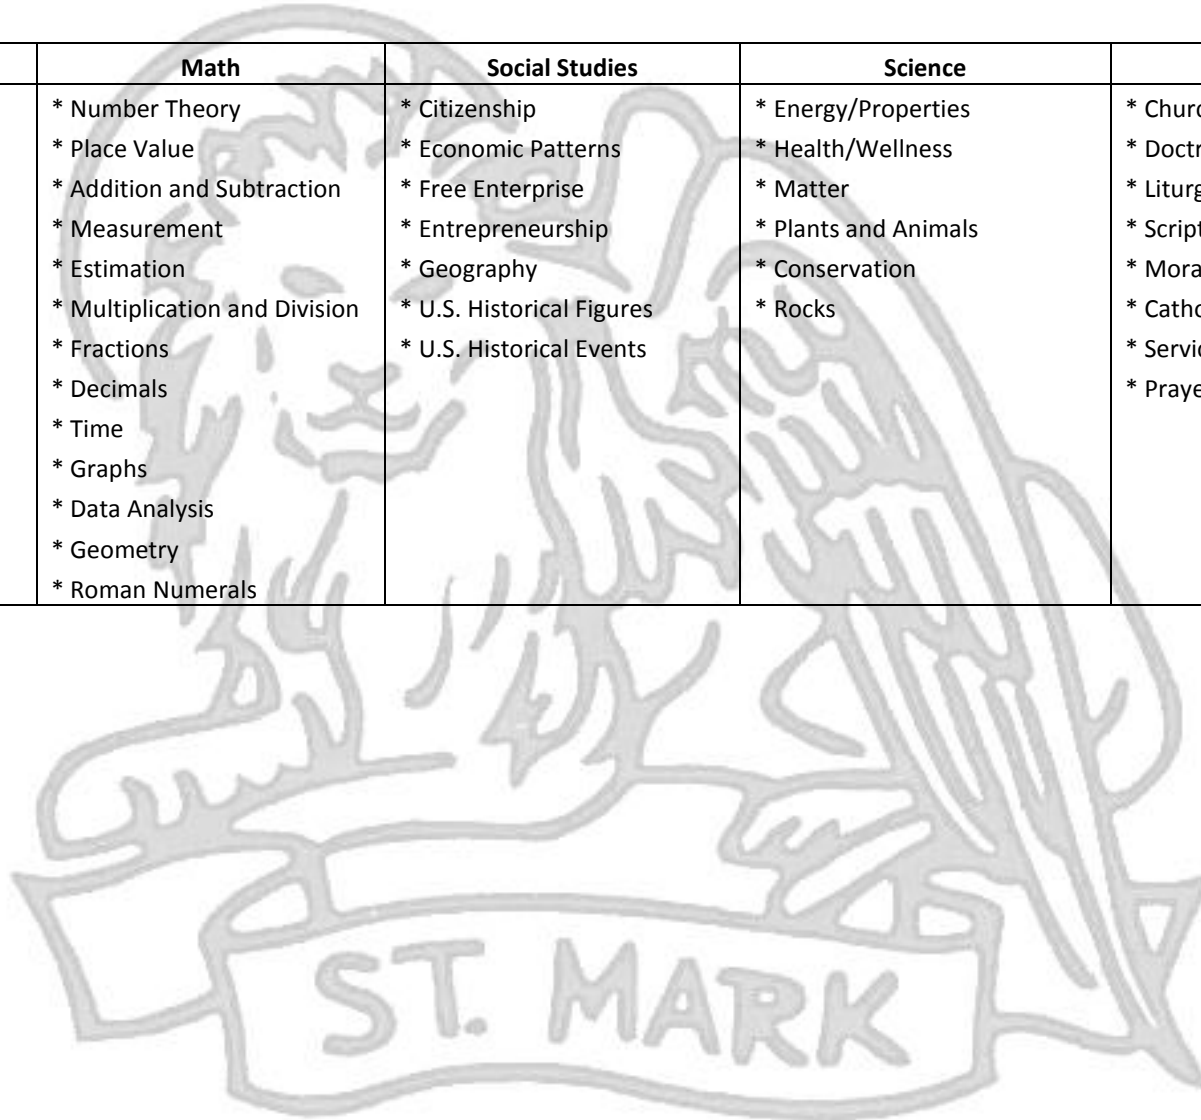 Math
* Number Theory
* Place Value
* Addition and Subtraction
* Measurement
* Estimation
* Multiplication and Division
* Fractions
* Decimals
* Time
* Graphs
* Data Analysis
* Geometry
* Roman Numerals
Social Studies
* Citizenship
* Economic Patterns
* Free Enterprise
* Entrepreneurship
* Geography
* U.S. Historical Figures
* U.S. Historical Events
Science
* Energy/Properties
* Health/Wellness
* Matter
* Plants and Animals
* Conservation
* Rocks
ST. MARK